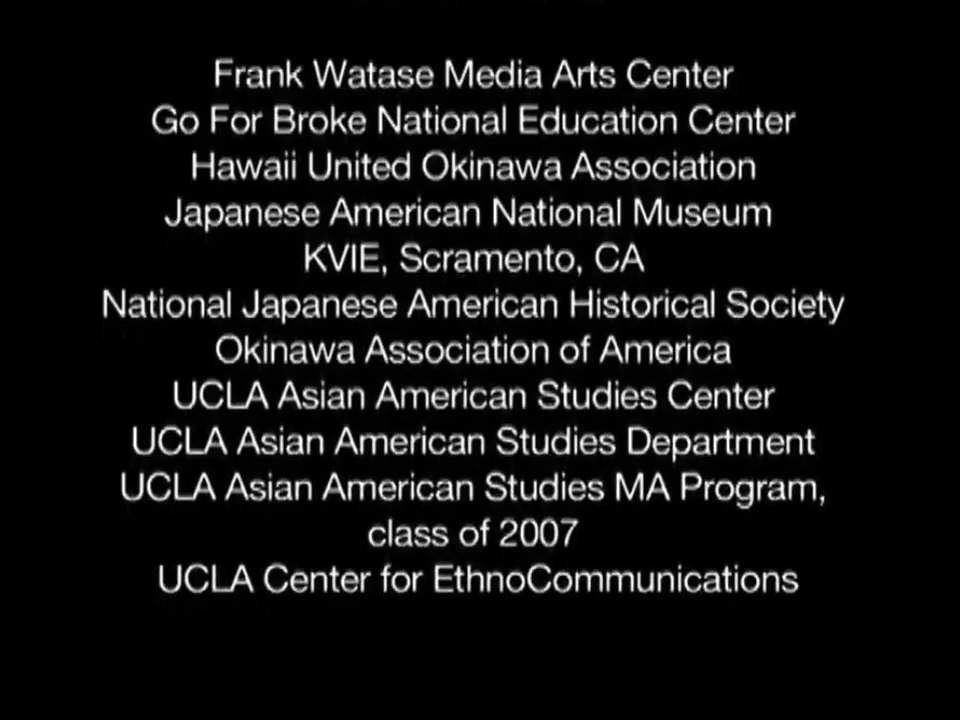 Frank Watase Media Arts Center
Go For Broke National Education Center
Hawaii United Okinawa Association
Japanese American National Museum
KVIE, Scramento, CA
National Japanese American Historical Society
Okinawa Association of America
UCLA Asian American Studies Center
UCLA Asian American Studies Department
UCLA Asian American Studies MA Program,
class of 2007
UCLA Center for EthnoCommunications